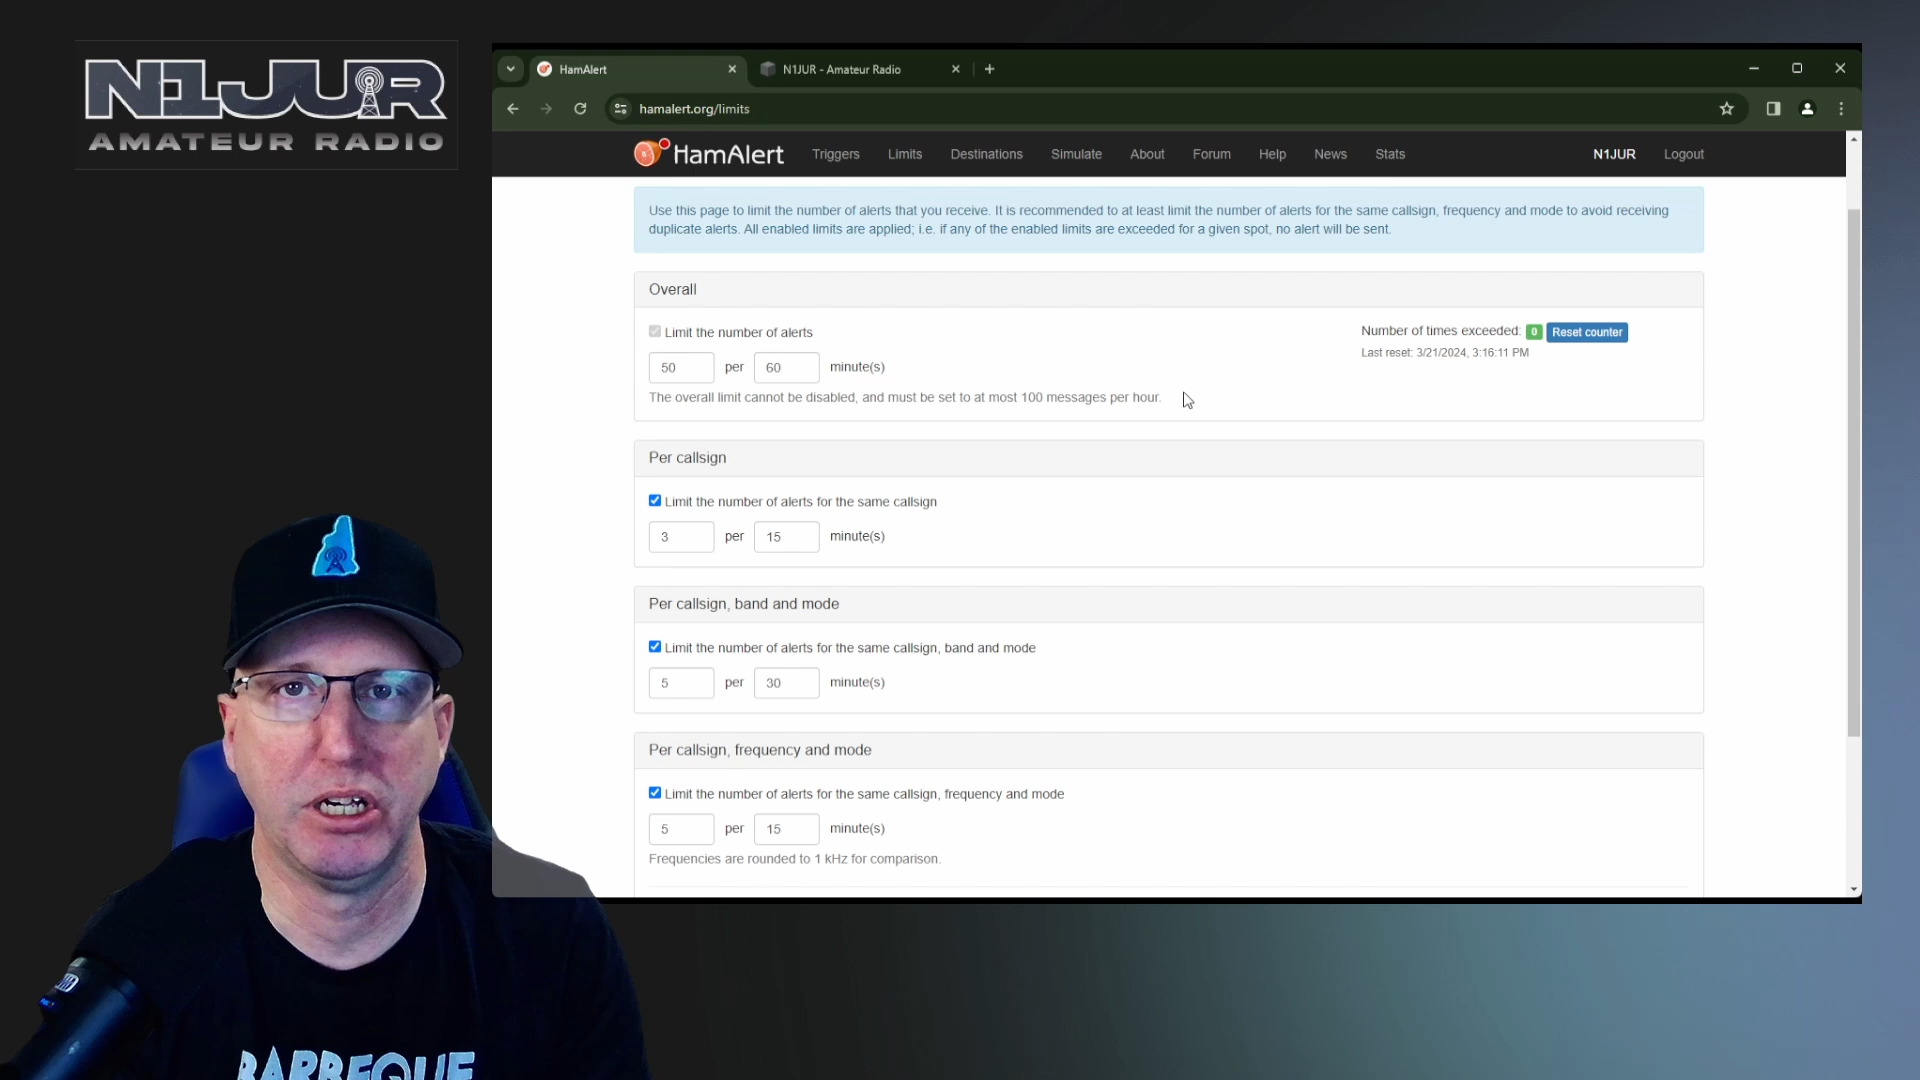 N1JUR
AMATEUR RADIO
HamAlert
N1JUR - Amateur Radio
hamalert.org/limits
HamAlert Triggers Limits Destinations Simulate About Forum Help News Stats N1JUR Logout
Use this page to limit the number of alerts that you receive. It is recommended to at least limit the number of alerts for the same callsign, frequency and mode to avoid receiving
duplicate alerts. All enabled limits are applied; i.e. if any of the enabled limits are exceeded for a given spot, no alert will be sent.
Overall
Limit the number of alerts
Number of times exceeded: 0 Reset counter
Last reset: 3/21/2024, 3:16:11 PM
50 per 60 minute(s)
The overall limit cannot be disabled, and must be set to at most 100 messages per hour.
Per callsign
Limit the number of alerts for the same callsign
3 per 15 minute(s)
Per callsign, band and mode
Limit the number of alerts for the same callsign, band and mode
5 per 30 minute(s)
Per callsign, frequency and mode
Limit the number of alerts for the same callsign, frequency and mode
5 per 15 minute(s)
Frequencies are rounded to 1 kHz for comparison.
BARBEQUE